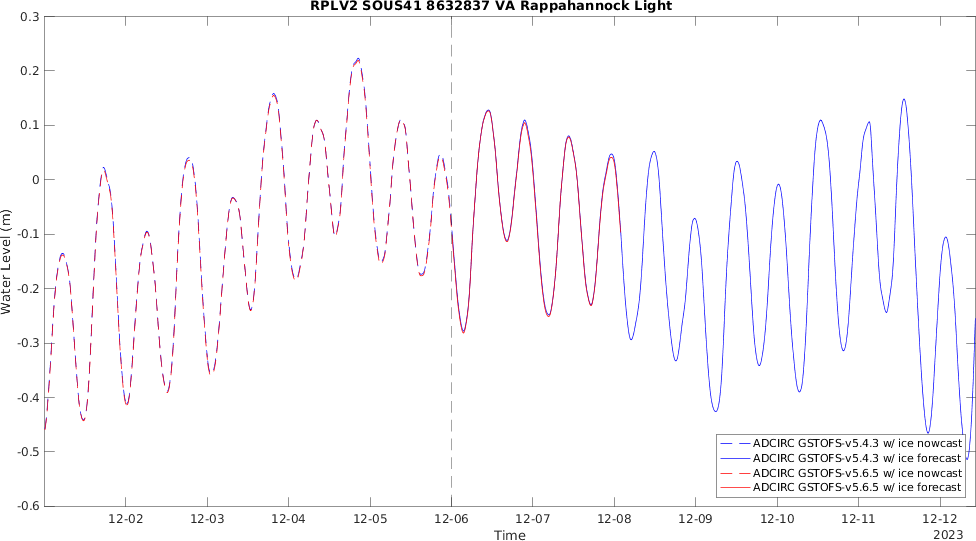 RPLV2 SOUS41 8632837 VA Rappahannock Light
0.3
0.2
0.1
0
-0.1
-0.2
-0.3
-0.4
-0.5
-0.6
Water Level (m)
ADCIRC GSTOFS-v5.4.3 w/ ice nowcast
ADCIRC GSTOFS-v5.4.3 w/ ice forecast
ADCIRC GSTOFS-v5.6.5 w/ ice nowcast
ADCIRC GSTOFS-v5.6.5 w/ ice forecast
12-02 12-03 12-04 12-05 12-06 12-07 12-08 12-09 12-10 12-11 12-12
Time 2023